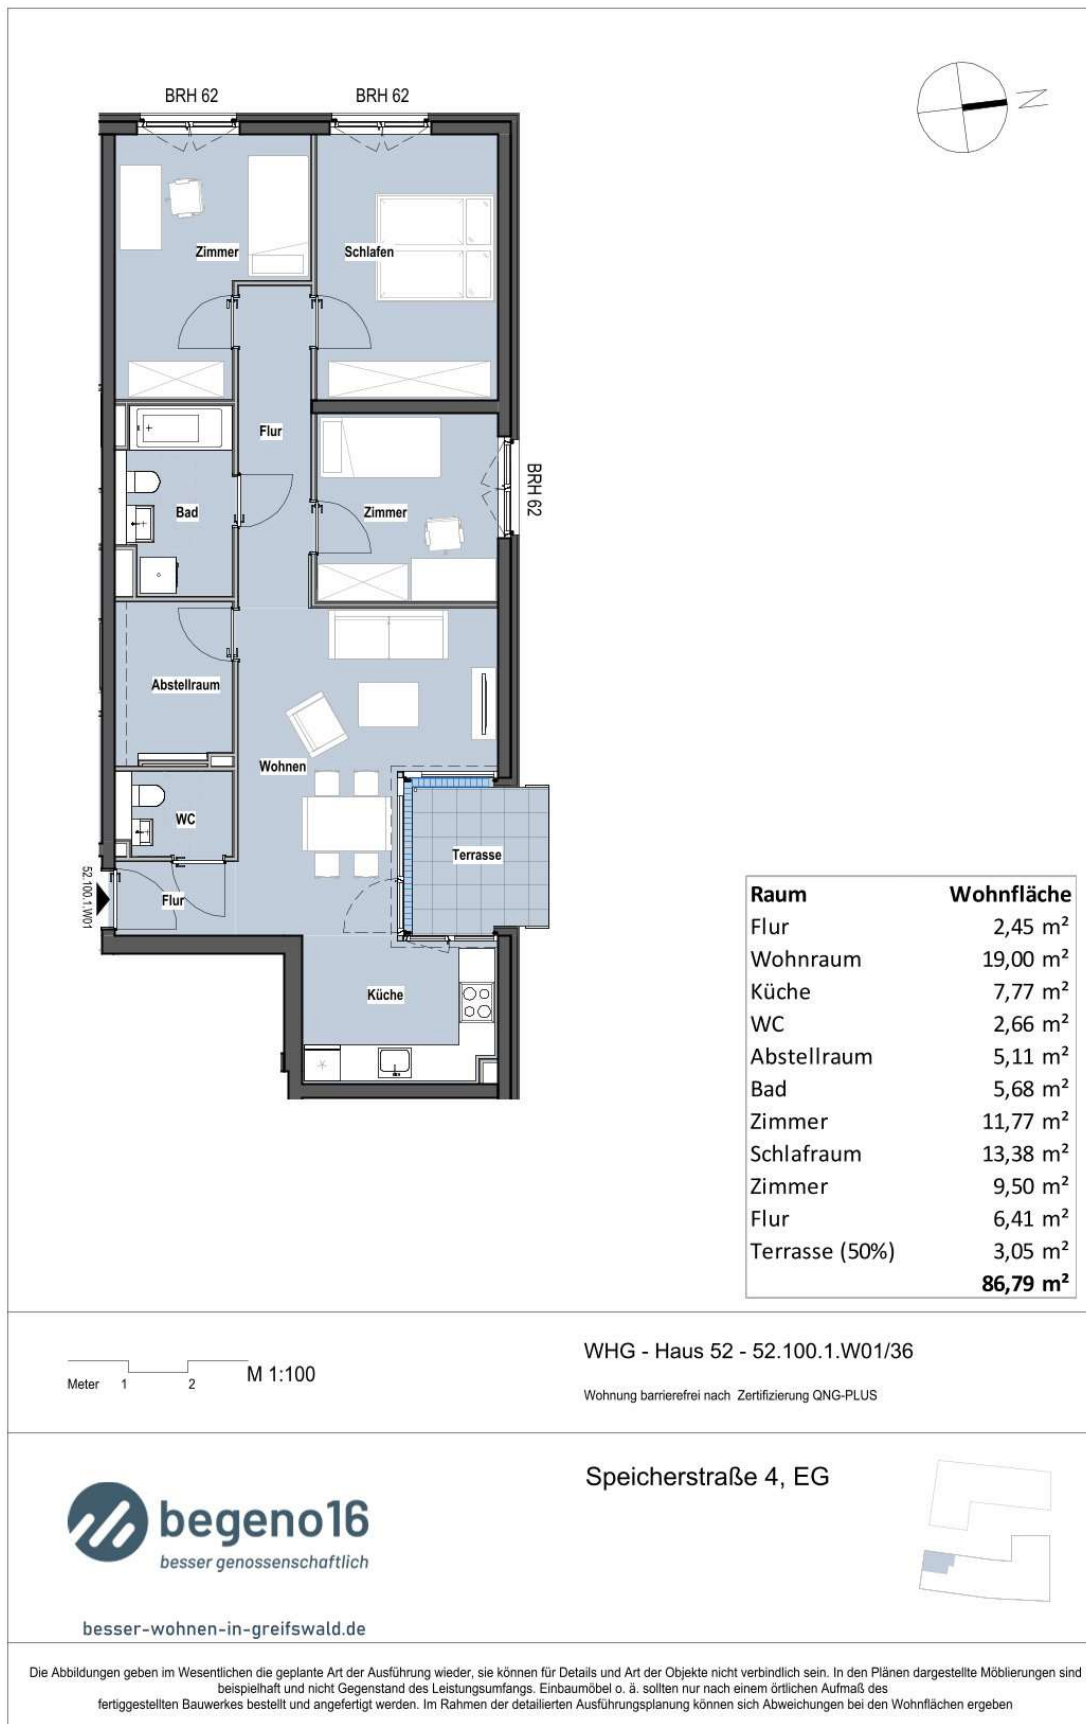 BRH 62
BRH 62
N
Zimmer
Schlafen
Flur
BRH 62
Bad
Zimmer
Abstellraum
Wohnen
WC
Terrasse
52.100.1.W01
Flur
Küche
Raum Wohnfläche
Flur 2,45 m²
Wohnraum 19,00 m²
Küche 7,77 m²
WC 2,66 m²
Abstellraum 5,11 m²
Bad 5,68 m²
Zimmer 11,77 m²
Schlafraum 13,38 m²
Zimmer 9,50 m²
Flur 6,41 m²
Terrasse (50%) 3,05 m²
86,79 m²
Meter 1 2 M 1:100
WHG - Haus 52 - 52.100.1.W01/36
Wohnung barrierefrei nach Zertifizierung QNG-PLUS
Speicherstraße 4, EG
begeno16
besser genossenschaftlich
besser-wohnen-in-greifswald.de
Die Abbildungen geben im Wesentlichen die geplante Art der Ausführung wieder, sie können für Details und Art der Objekte nicht verbindlich sein. In den Plänen dargestellte Möblierungen sind
beispielhaft und nicht Gegenstand des Leistungsumfangs. Einbaumöbel o. ä. sollten nur nach einem örtlichen Aufmaß des
fertiggestellten Bauwerkes bestellt und angefertigt werden. Im Rahmen der detailierten Ausführungsplanung können sich Abweichungen bei den Wohnflächen ergeben